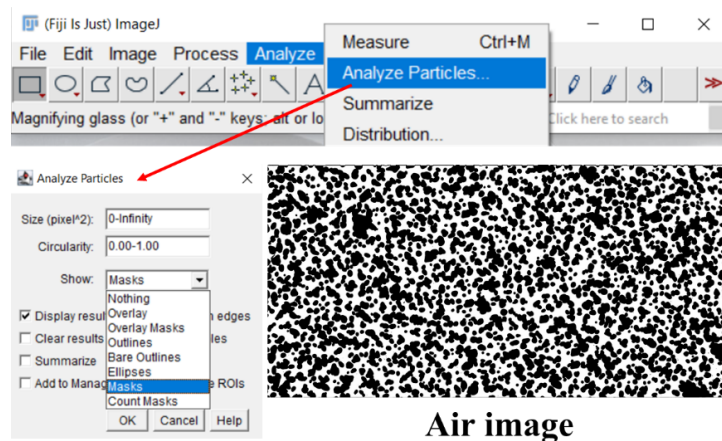 (Fiji Is Just) ImageJ
File Edit Image Process Analyze
Measure Ctrl+M
Analyze Particles...
Summarize
Distribution...
Magnifying glass (or "+" and "-" keys; alt or lo
Click here to search
Analyze Particles
Size (pixel^2): 0-Infinity
Circularity: 0.00-1.00
Show: Masks
Nothing
Overlay
Overlay Masks
Outlines
Bare Outlines
Ellipses
Masks
Count Masks
Display resul
n edges
Clear results
les
Summarize
Add to Manag
e ROIs
OK Cancel Help
Air image